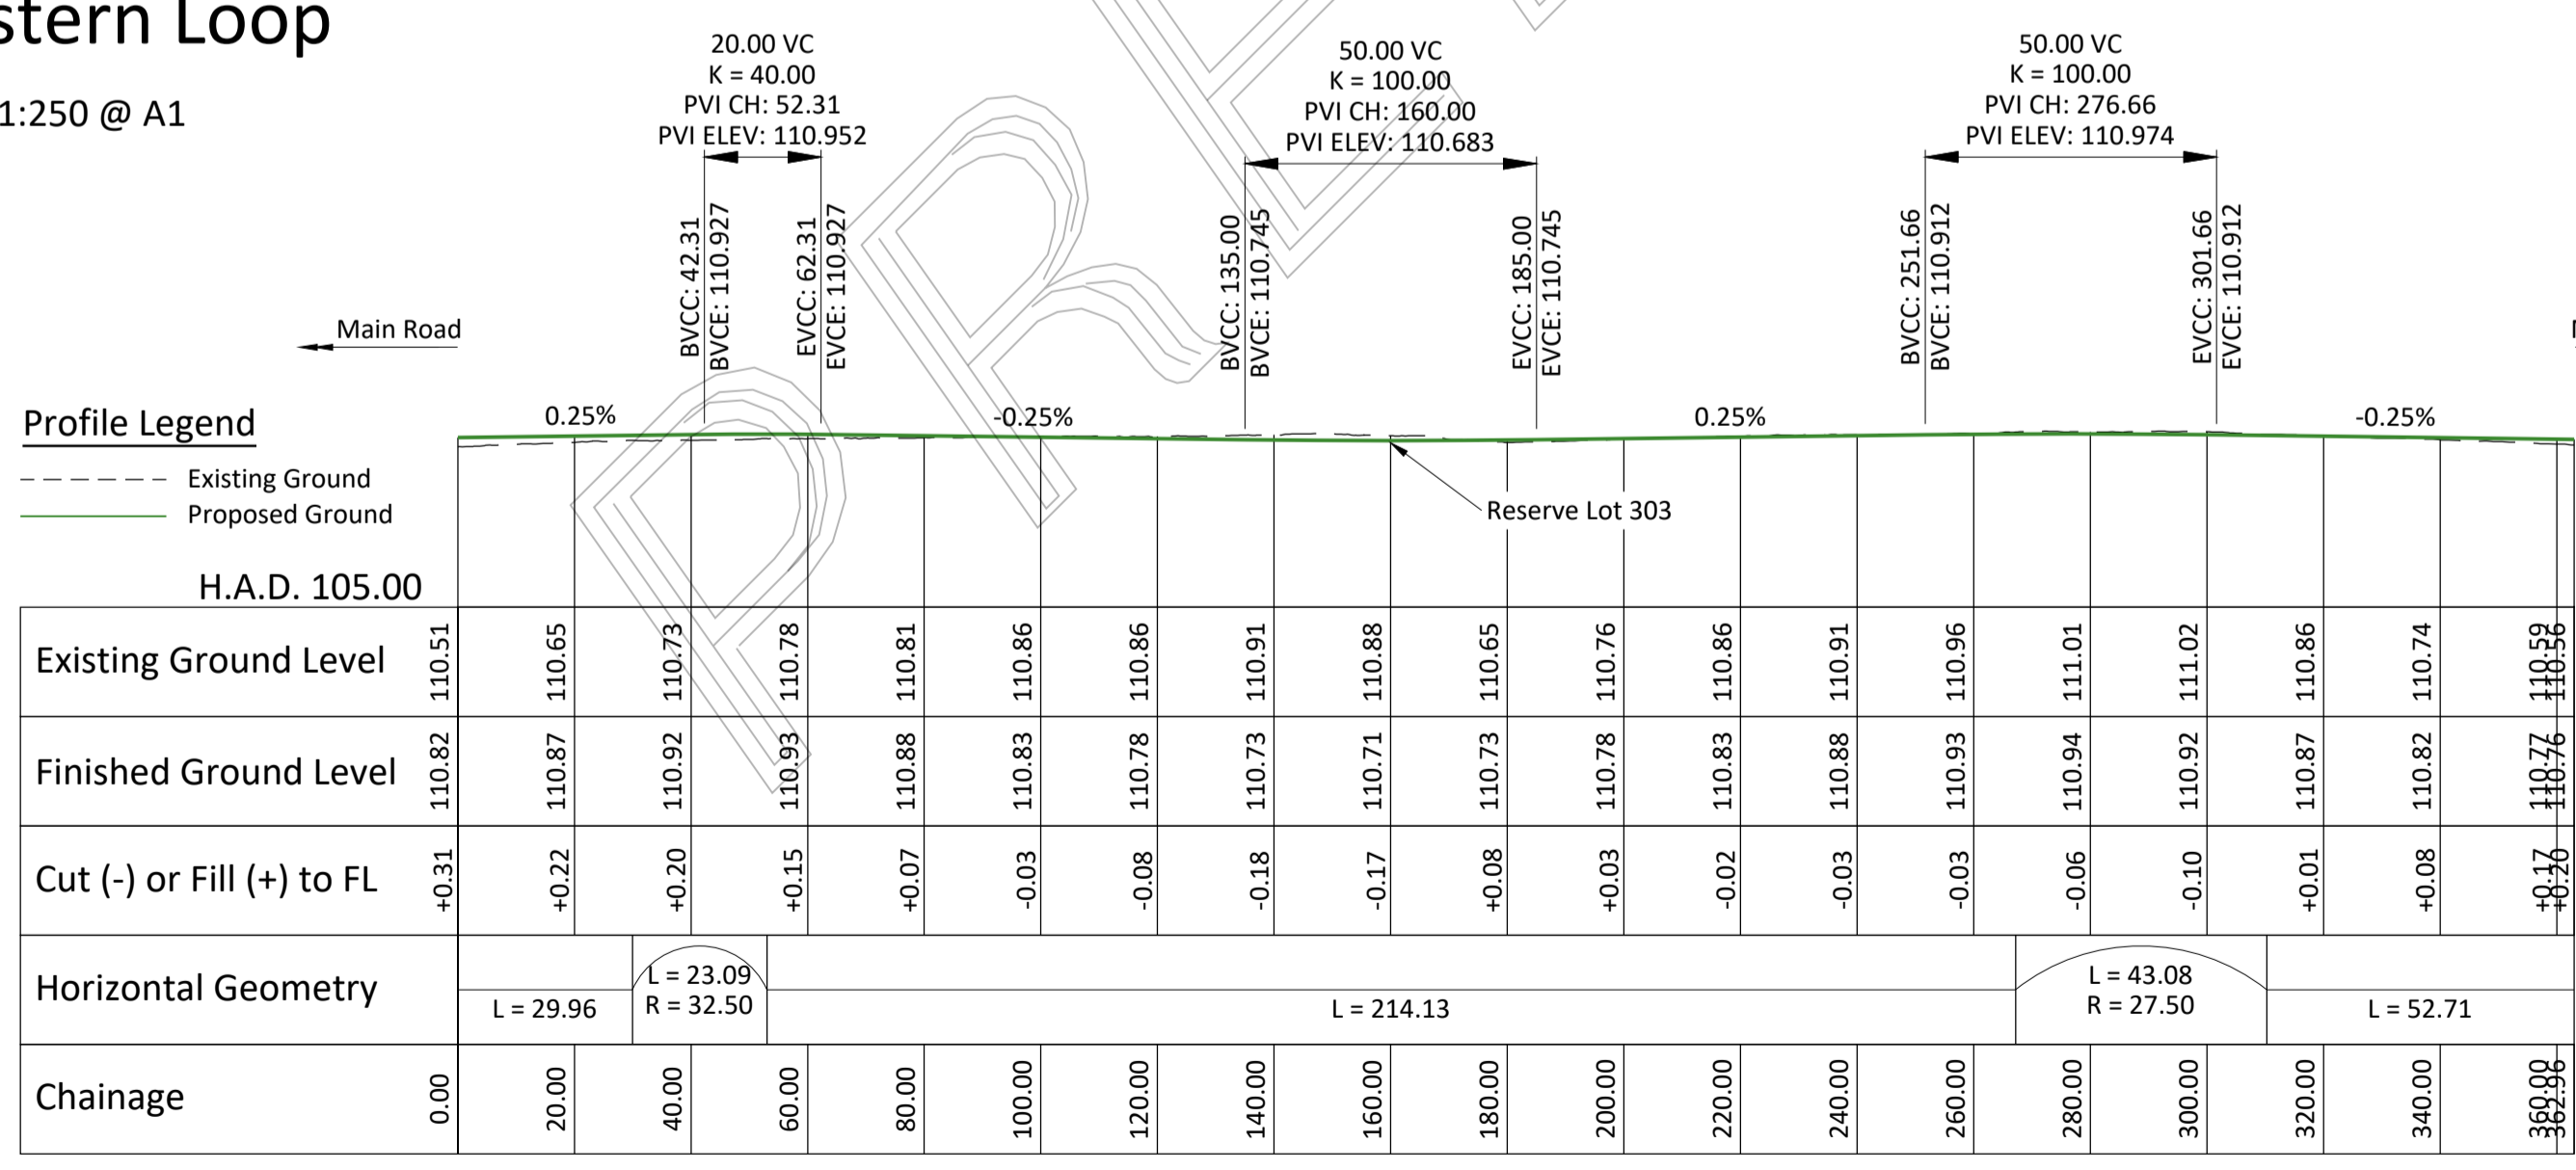 stern Loop
1:250 @ A1
20.00 VC
K = 40.00
PVI CH: 52.31
PVI ELEV: 110.952
50.00 VC
K = 100.00
PVI CH: 160.00
PVI ELEV: 110.683
50.00 VC
K = 100.00
PVI CH: 276.66
PVI ELEV: 110.974
BVCC: 42.31
BVCE: 110.927
EVCC: 62.31
EVCE: 110.927
BVCC: 135.00
BVCE: 110.745
EVCC: 185.00
EVCE: 110.745
BVCC: 251.66
BVCE: 110.912
EVCC: 301.66
EVCE: 110.912
Main Road
0.25% -0.25% 0.25% -0.25%
Profile Legend
Existing Ground
Proposed Ground
Reserve Lot 303
H.A.D. 105.00
Existing Ground Level 110.51 110.65 110.73 110.78 110.81 110.86 110.86 110.91 110.88 110.65 110.76 110.86 110.91 110.96 111.01 111.02 110.86 110.74 110.59 110.56
Finished Ground Level 110.82 110.87 110.92 110.93 110.88 110.83 110.78 110.73 110.71 110.73 110.78 110.83 110.88 110.93 110.94 110.92 110.87 110.82 110.77 110.76
Cut (-) or Fill (+) to FL +0.31 +0.22 +0.20 +0.15 +0.07 -0.03 -0.08 -0.18 -0.17 +0.08 +0.03 -0.02 -0.03 -0.03 -0.06 -0.10 +0.01 +0.08 +0.17 +0.20
Horizontal Geometry
L = 29.96
L = 23.09
R = 32.50
L = 214.13
L = 43.08
R = 27.50
L = 52.71
Chainage 0.00 20.00 40.00 60.00 80.00 100.00 120.00 140.00 160.00 180.00 200.00 220.00 240.00 260.00 280.00 300.00 320.00 340.00 360.00 362.96